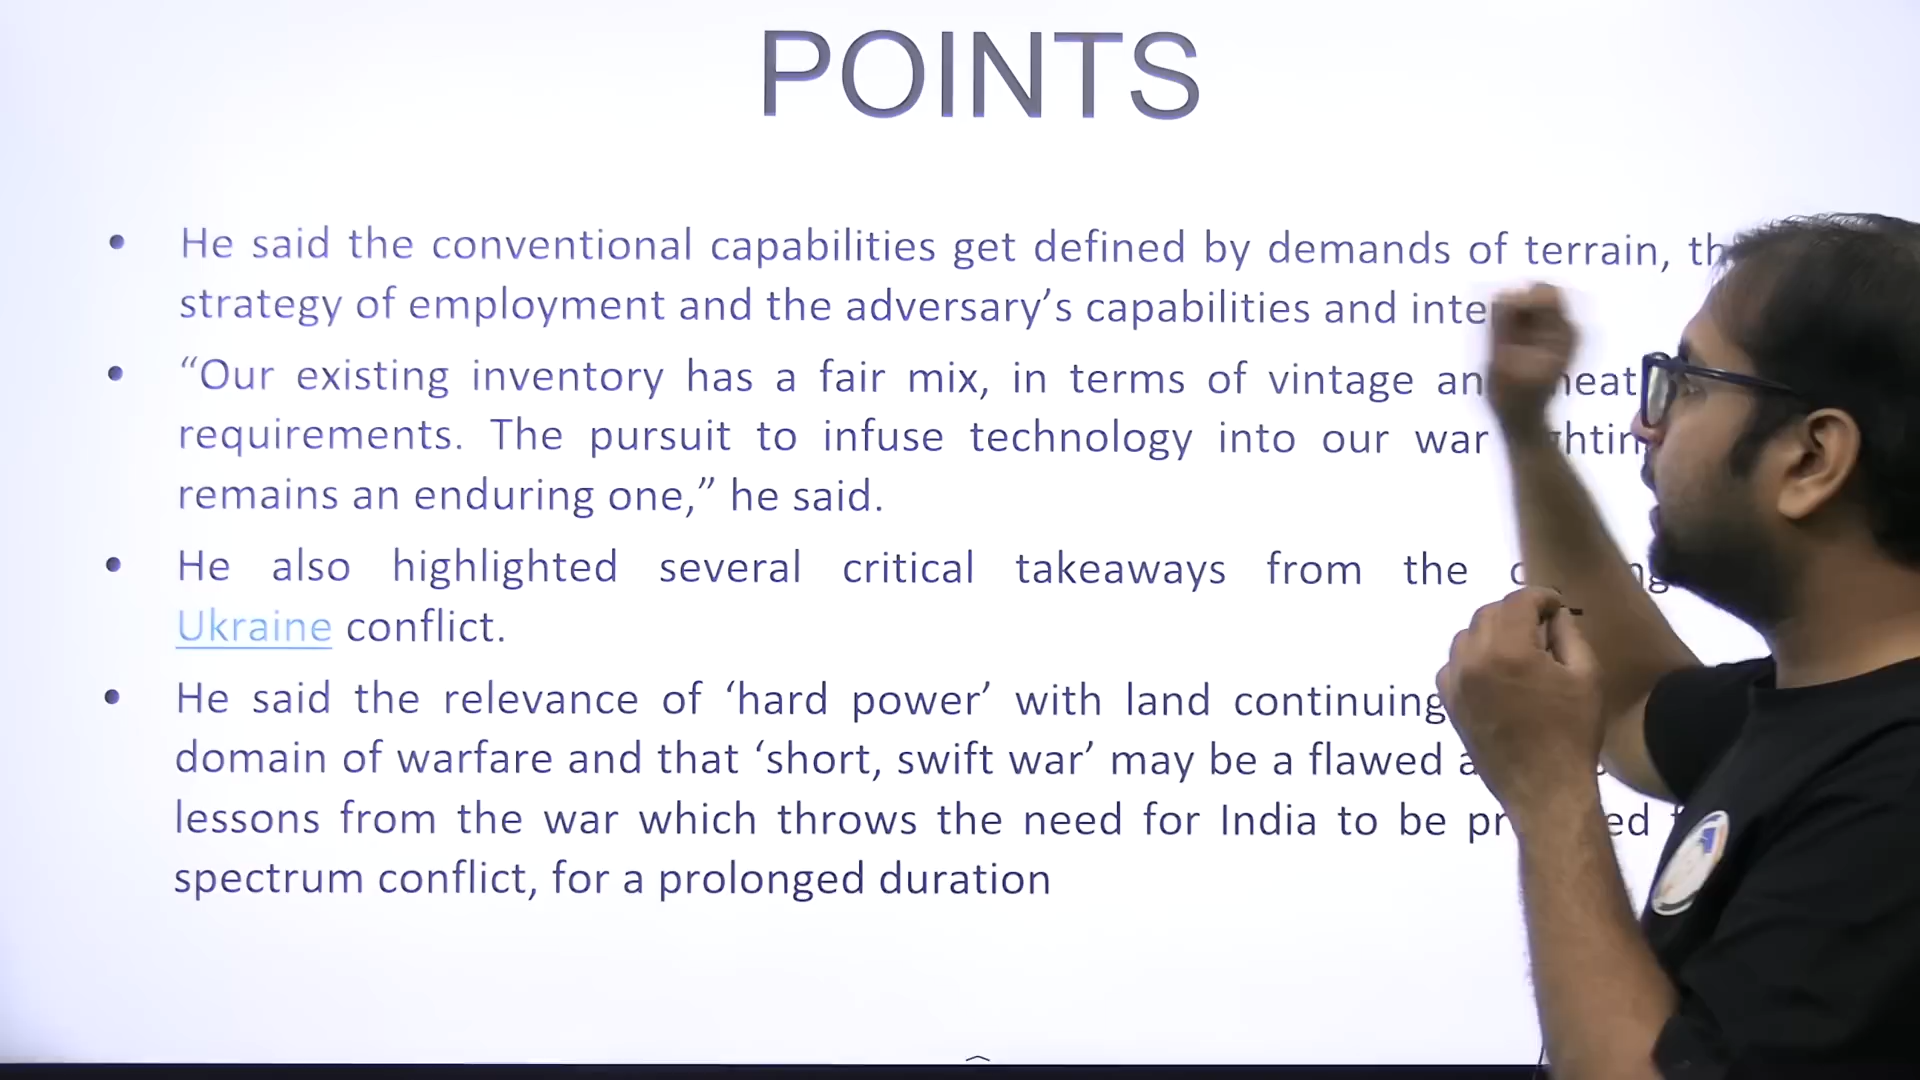 POINTS
• He said the conventional capabilities get defined by demands of terrain,
strategy of employment and the adversary’s capabilities and
• “Our existing inventory has a fair mix, in terms of vintage
requirements. The pursuit to infuse technology into our war
remains an enduring one,” he said.
• He also highlighted several critical takeaways from the
Ukraine conflict.
• He said the relevance of ‘hard power’ with land continuing
domain of warfare and that ‘short, swift war’ may be a flawed
lessons from the war which throws the need for India to be
spectrum conflict, for a prolonged duration